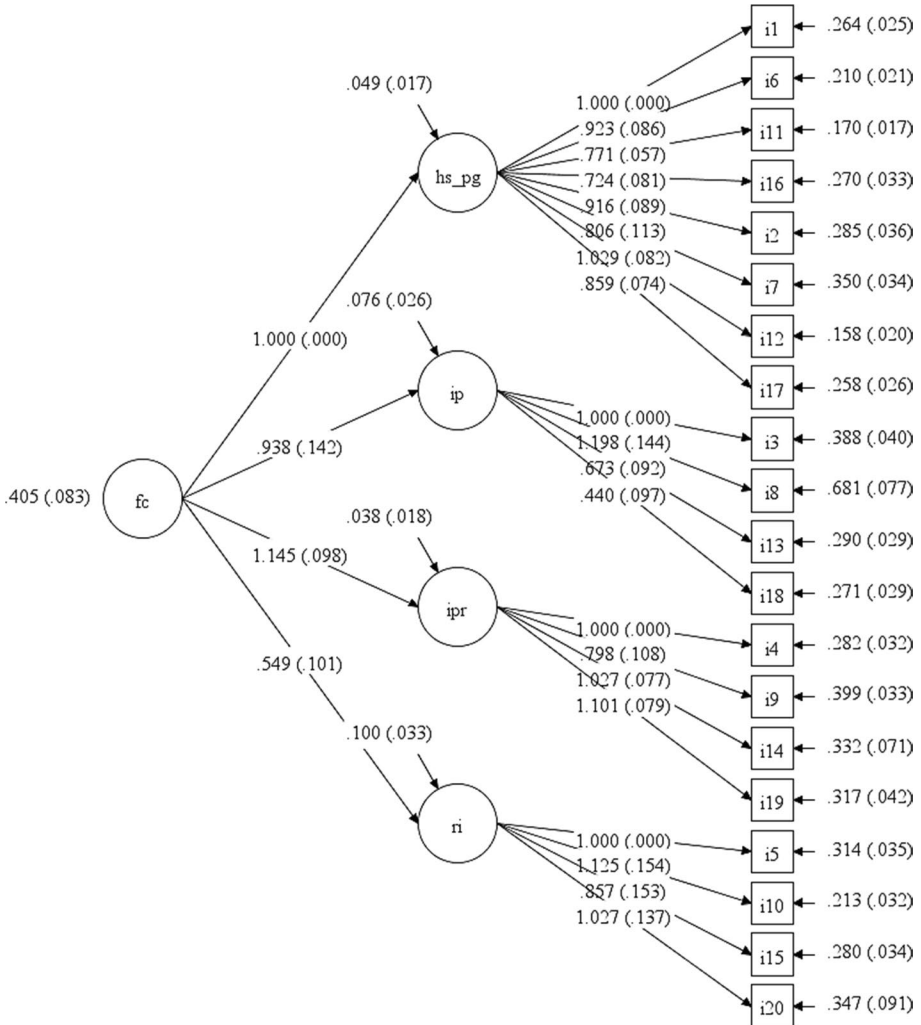 i1 .264 (.025)
i6 .210 (.021)
.049 (.017)
1.000 (.000)
.923 (.086)
i11 .170 (.017)
.771 (.057)
hs_pg
.724 (.081)
i16 .270 (.033)
.916 (.089)
.806 (.113)
i2 .285 (.036)
1.029 (.082)
.859 (.074)
i7 .350 (.034)
.076 (.026)
i12 .158 (.020)
1.000 (.000)
ip
i17 .258 (.026)
1.000 (.000)
i3 .388 (.040)
1.198 (.144)
.938 (.142)
.673 (.092)
.440 (.097)
i8 .681 (.077)
.405 (.083) fc
.038 (.018)
i13 .290 (.029)
1.145 (.098)
i18 .271 (.029)
ipr
1.000 (.000)
i4 .282 (.032)
.798 (.108)
.549 (.101)
1.027 (.077)
i9 .399 (.033)
1.101 (.079)
.100 (.033)
i14 .332 (.071)
i19 .317 (.042)
ri
1.000 (.000)
i5 .314 (.035)
1.125 (.154)
.857 (.153)
i10 .213 (.032)
1.027 (.137)
i15 .280 (.034)
i20 .347 (.091)